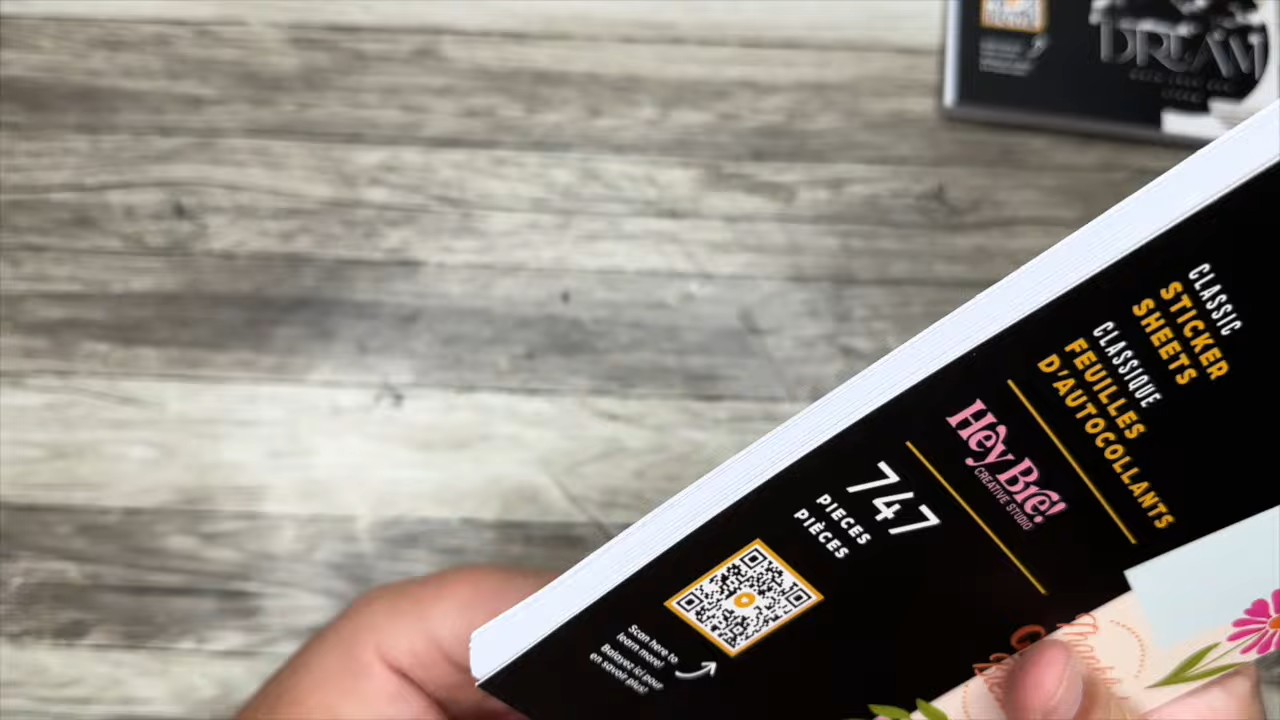 DREAM
CLASSIC
STICKER
SHEETS
CLASSIQUE
FEUILLES
D'AUTOCOLLANTS
Hey Bre!
CREATIVE STUDIO
747
PIECES
PIÈCES
Scan here to
learn more!
Balayez ici pour
en savoir plus!